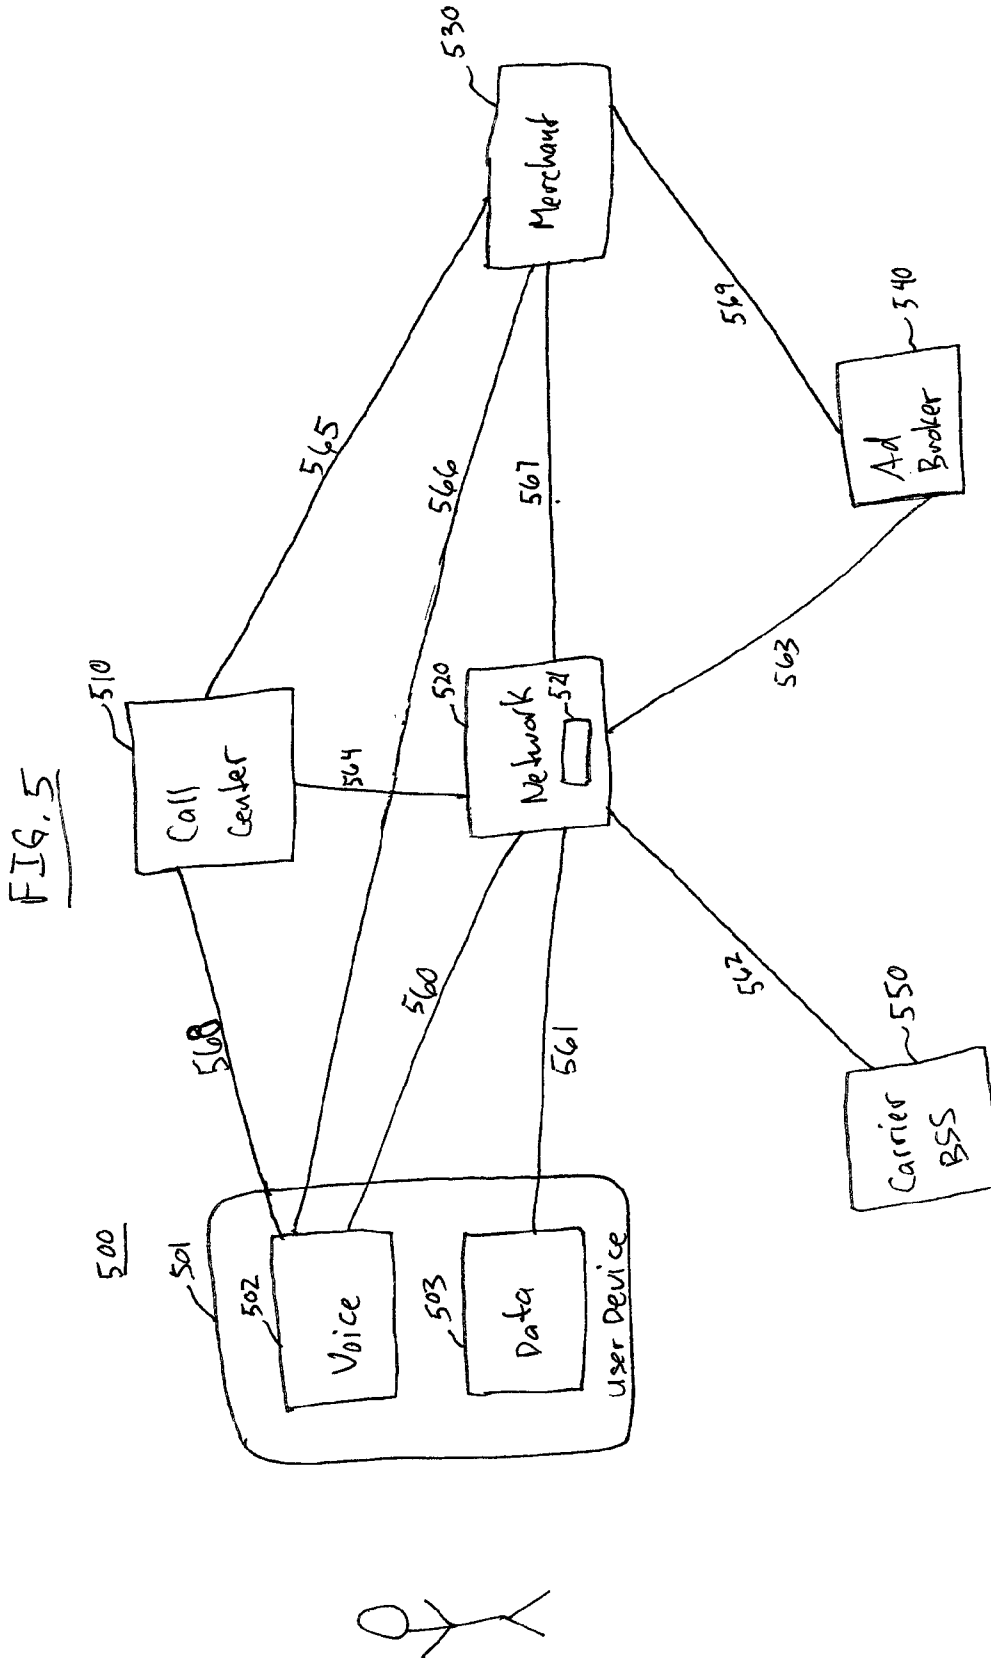 FIG. 5
500
501
502
Voice
503
Data
User Device
510
Call
Center
520
Network
521
530
Merchant
540
Ad
Broker
550
Carrier
BSS
568
564
565
566
560
561
567
562
563
569